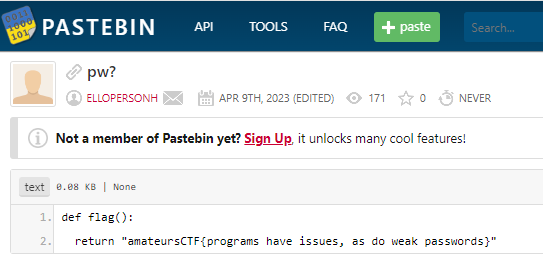 PASTEBIN API TOOLS FAQ + paste Search...
pw?
ELLOPERSONH APR 9TH, 2023 (EDITED) 171 0 NEVER
Not a member of Pastebin yet? Sign Up, it unlocks many cool features!
text 0.08 KB | None
1. def flag():
2. return "amateursCTF{programs have issues, as do weak passwords}"